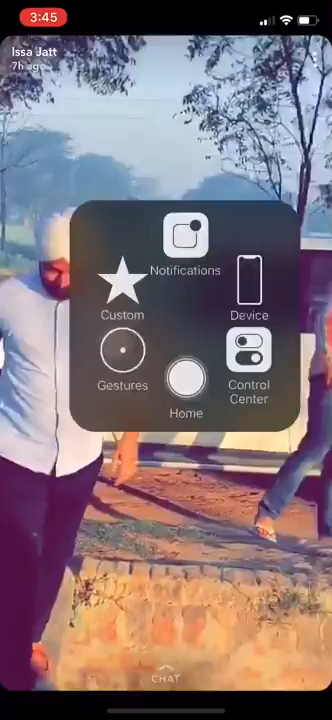 3:45
Issa Jatt
7h ago
Notifications
Custom
Device
Gestures
Control
Center
Home
CHAT